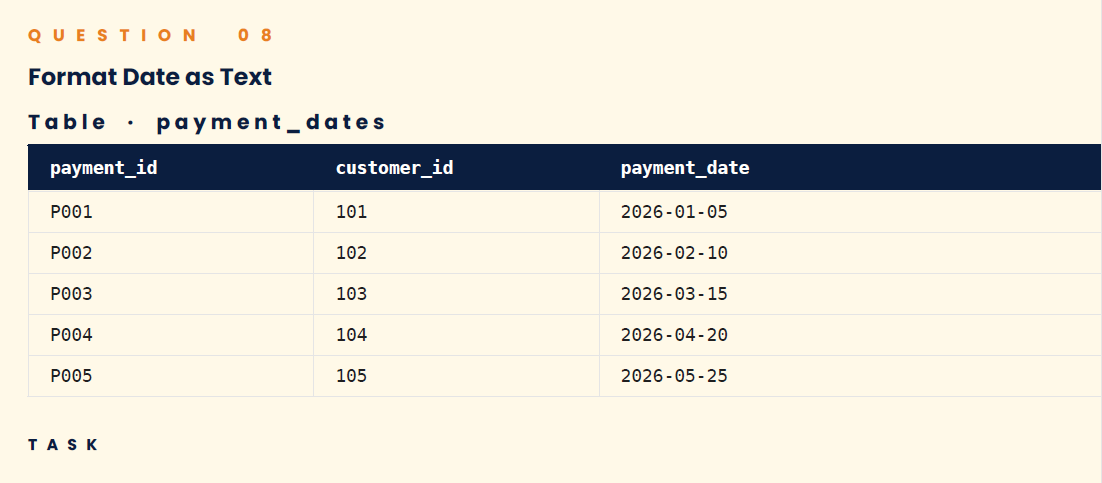 QUESTION 08
Format Date as Text
Table · payment_dates
payment_id customer_id payment_date
P001 101 2026-01-05
P002 102 2026-02-10
P003 103 2026-03-15
P004 104 2026-04-20
P005 105 2026-05-25
TASK